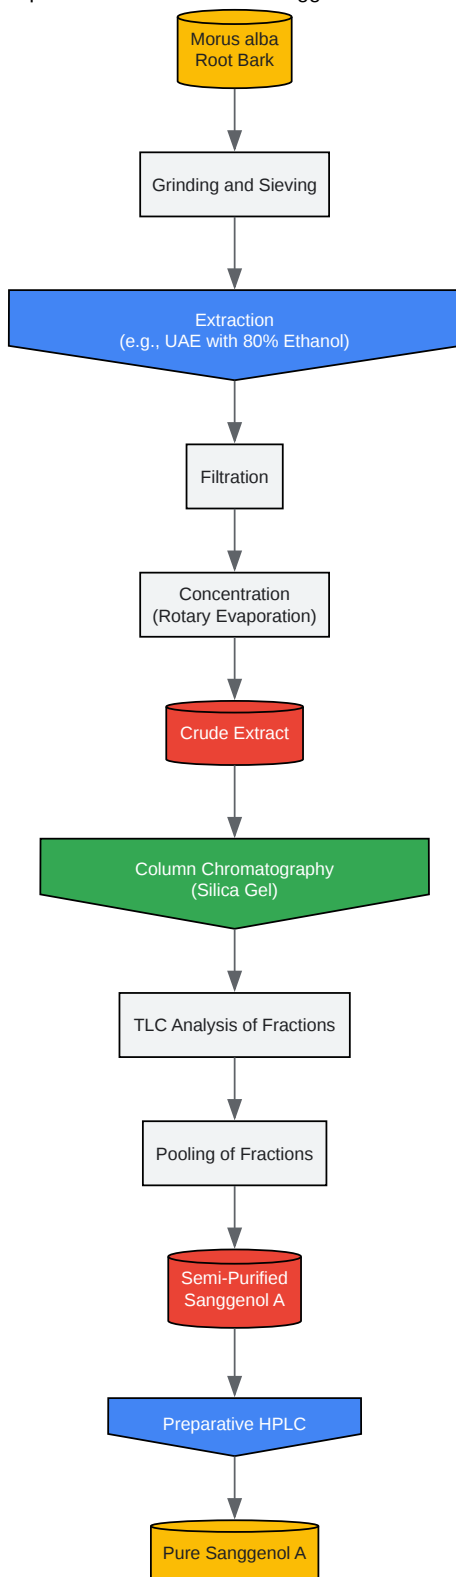 Morus alba
Root Bark
Grinding and Sieving
Extraction
(e.g., UAE with 80% Ethanol)
Filtration
Concentration
(Rotary Evaporation)
Crude Extract
Column Chromatography
(Silica Gel)
TLC Analysis of Fractions
Pooling of Fractions
Semi-Purified
Sanggenol A
Preparative HPLC
Pure Sanggenol A